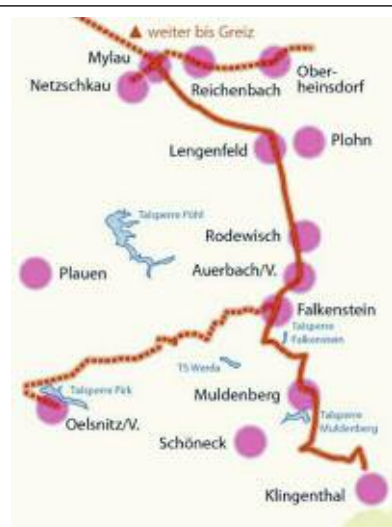 ▲ weiter bis Greiz
Mylau
Netzschkau
Reichenbach
Ober-
heinsdorf
Lengenfeld
Plohn
Talsperre Pöhl
Rodewisch
Plauen
Auerbach/V.
Falkenstein
Talsperre
Falkenstein
TS Werda
Talsperre Pirk
Muldenberg
Oelsnitz/V.
Talsperre
Muldenberg
Schöneck
Klingenthal